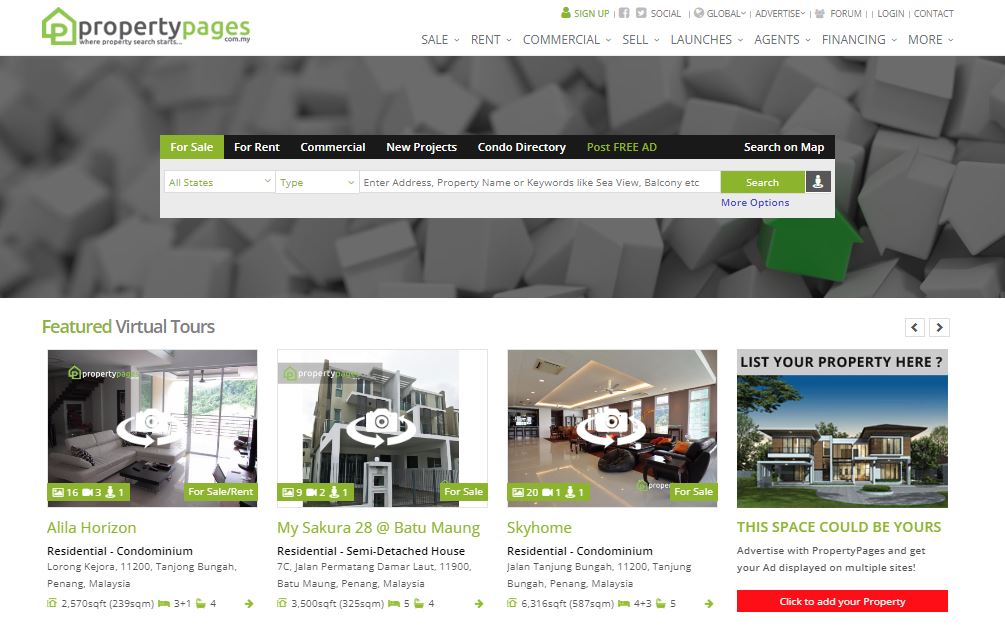 propertypages
.com.my
where property search starts...
SIGN UP | SOCIAL | GLOBAL | ADVERTISE | FORUM | | LOGIN | CONTACT
SALE RENT COMMERCIAL SELL LAUNCHES AGENTS FINANCING MORE
For Sale For Rent Commercial New Projects Condo Directory Post FREE AD Search on Map
All States Type Enter Address, Property Name or Keywords like Sea View, Balcony etc Search
More Options
Featured Virtual Tours
propertypages
16 3 1 For Sale/Rent
Alila Horizon
Residential - Condominium
Lorong Kejora, 11200, Tanjong Bungah,
Penang, Malaysia
2,570sqft (239sqm) 3+1 4
propertypages
9 2 1 For Sale
My Sakura 28 @ Batu Maung
Residential - Semi-Detached House
7C, Jalan Permatang Damar Laut, 11900,
Batu Maung, Penang, Malaysia
3,500sqft (325sqm) 5 4
20 1 1 For Sale
Skyhome
Residential - Condominium
Jalan Tanjung Bungah, 11200, Tanjung
Bungah, Penang, Malaysia
6,316sqft (587sqm) 4+3 5
LIST YOUR PROPERTY HERE ?
THIS SPACE COULD BE YOURS
Advertise with PropertyPages and get
your Ad displayed on multiple sites!
Click to add your Property